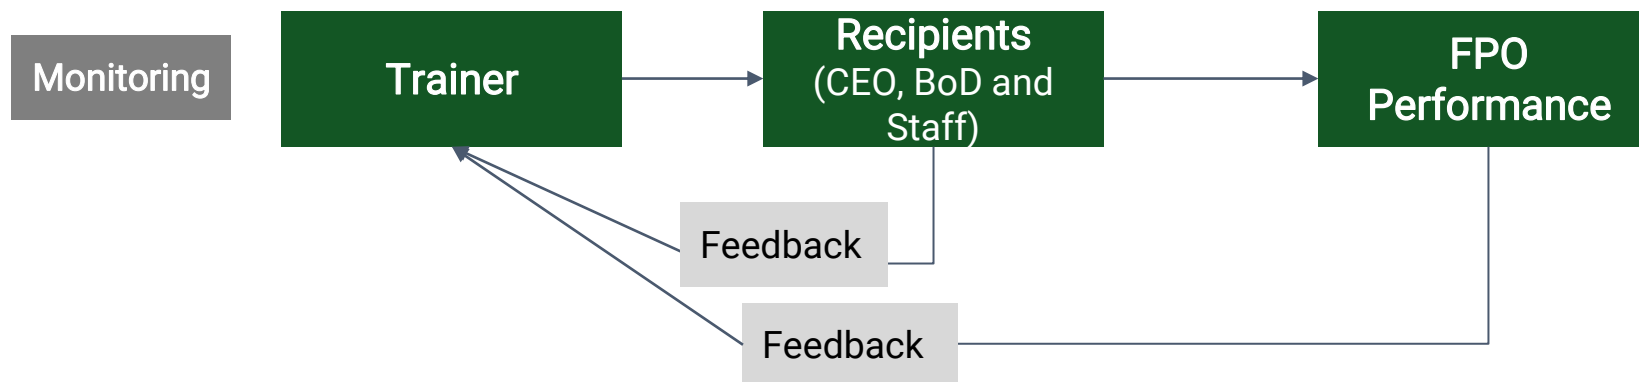 Monitoring
Trainer
Recipients
(CEO, BoD and
Staff)
FPO
Performance
Feedback
Feedback